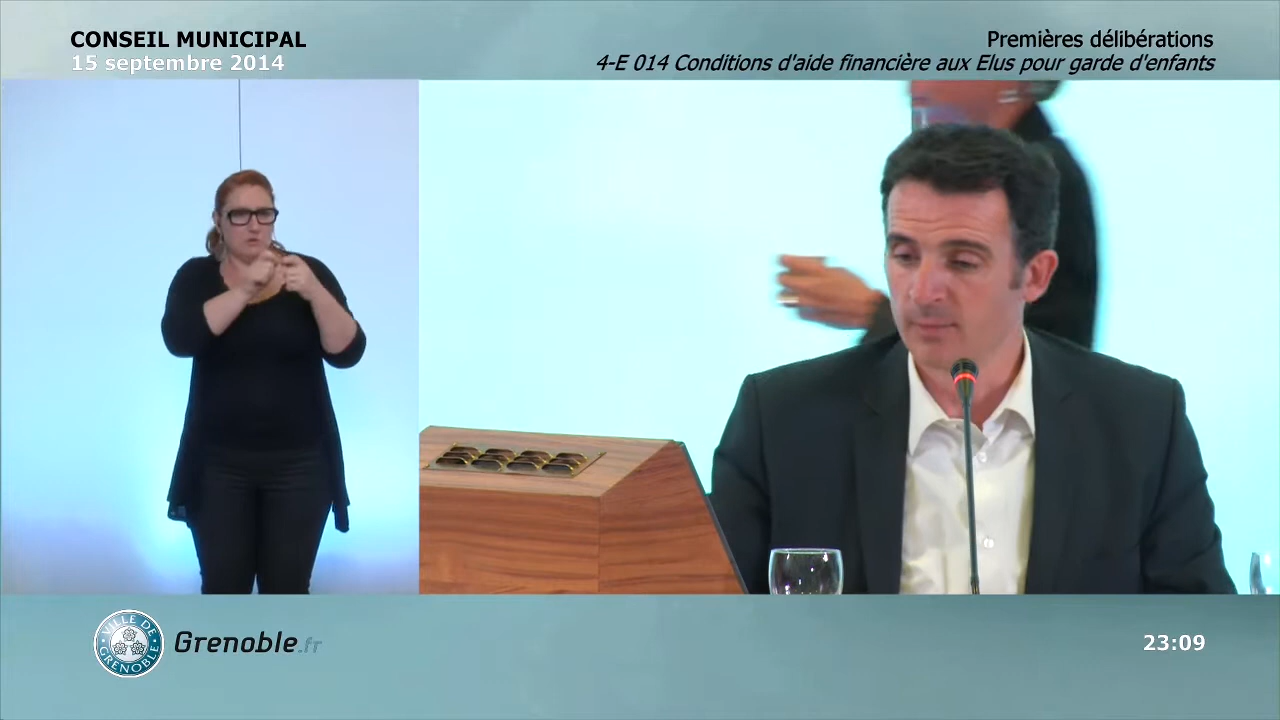 CONSEIL MUNICIPAL
15 septembre 2014
Premières délibérations
4-E 014 Conditions d'aide financière aux Elus pour garde d'enfants
VILLE DE
GRENOBLE
Grenoble.fr
23:09